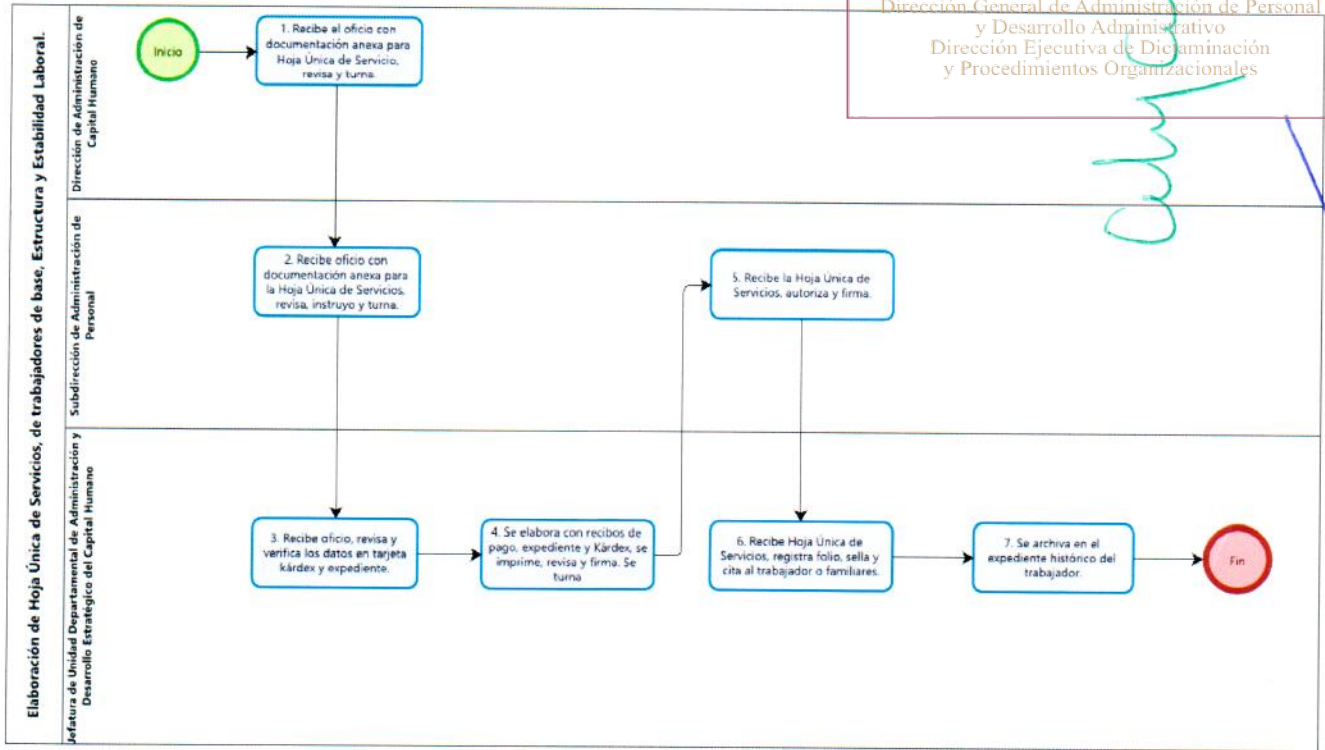 Dirección General de Administración de Personal
y Desarrollo Administrativo
Dirección Ejecutiva de Dictaminación
y Procedimientos Organizacionales
Elaboración de Hoja Única de Servicios, de trabajadores de base, Estructura y Estabilidad Laboral.
Dirección de Administración de
Capital Humano
Inicio
1. Recibe el oficio con
documentación anexa para
Hoja Única de Servicio,
revisa y turna.
Subdirección de Administración de
Personal
2. Recibe oficio con
documentación anexa para
la Hoja Única de Servicios,
revisa, instruyo y turna.
5. Recibe la Hoja Única de
Servicios, autoriza y firma.
Jefatura de Unidad Departamental de Administración y
Desarrollo Estratégico del Capital Humano
3. Recibe oficio, revisa y
verifica los datos en tarjeta
kárdex y expediente.
4. Se elabora con recibos de
pago, expediente y Kárdex, se
imprime, revisa y firma. Se
turna
6. Recibe Hoja Única de
Servicios, registra folio, sella y
cita al trabajador o familiares.
7. Se archiva en el
expediente histórico del
trabajador.
Fin